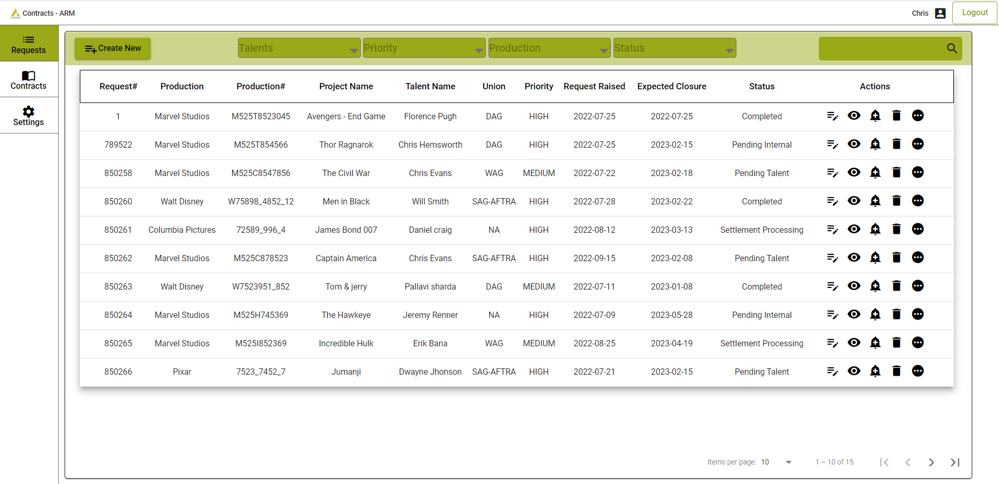 Contracts - ARM
Chris
Logout
Requests
Contracts
Settings
Create New
Talents
Priority
Production
Status
Request# Production Production# Project Name Talent Name Union Priority Request Raised Expected Closure Status Actions
1 Marvel Studios M525T8523045 Avengers - End Game Florence Pugh DAG HIGH 2022-07-25 2022-07-25 Completed
789522 Marvel Studios M525T854566 Thor Ragnarok Chris Hemsworth DAG HIGH 2022-07-25 2023-02-15 Pending Internal
850258 Marvel Studios M525C8547856 The Civil War Chris Evans WAG MEDIUM 2022-07-22 2023-02-18 Pending Talent
850260 Walt Disney W75898_4852_12 Men in Black Will Smith SAG-AFTRA HIGH 2022-07-28 2023-02-22 Completed
850261 Columbia Pictures 72589_996_4 James Bond 007 Daniel craig NA HIGH 2022-08-12 2023-03-13 Settlement Processing
850262 Marvel Studios M525C878523 Captain America Chris Evans SAG-AFTRA HIGH 2022-09-15 2023-02-08 Pending Talent
850263 Walt Disney W7523951_852 Tom & jerry Pallavi sharda DAG MEDIUM 2022-07-11 2023-01-08 Completed
850264 Marvel Studios M525H745369 The Hawkeye Jeremy Renner NA HIGH 2022-07-09 2023-05-28 Pending Internal
850265 Marvel Studios M525I852369 Incredible Hulk Erik Bana WAG MEDIUM 2022-08-25 2023-04-19 Settlement Processing
850266 Pixar 7523_7452_7 Jumanji Dwayne Jhonson SAG-AFTRA HIGH 2022-07-21 2023-02-15 Pending Talent
Items per page: 10 1 – 10 of 15